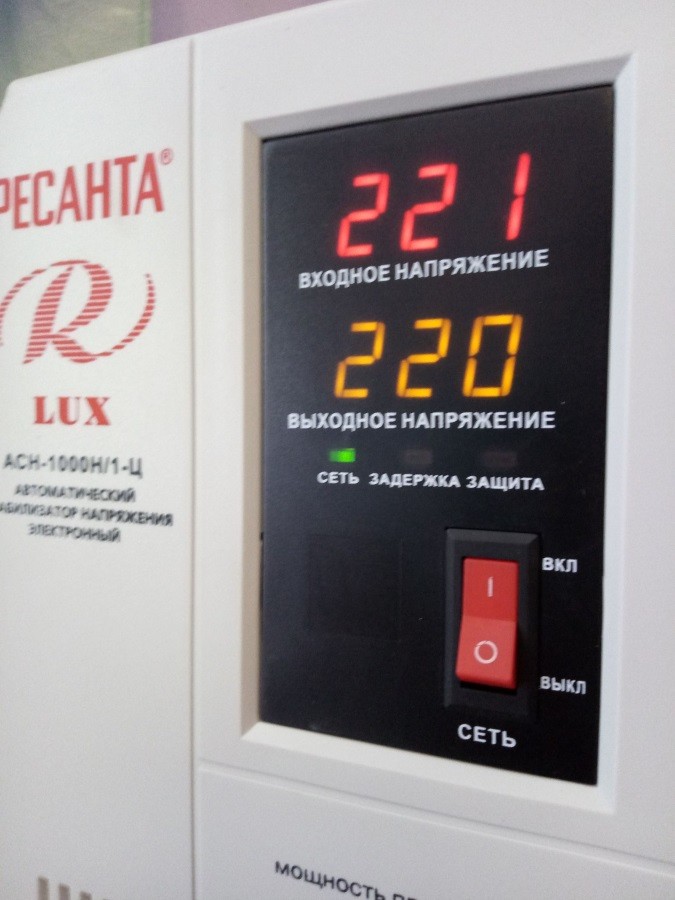 РЕСАНТА®
R
LUX
АСН-1000Н/1-Ц
АВТОМАТИЧЕСКИЙ
НАПРЯЖЕНИЯ
ЭЛЕКТРОННЫЙ
221
ВХОДНОЕ НАПРЯЖЕНИЕ
220
ВЫХОДНОЕ НАПРЯЖЕНИЕ
СЕТЬ ЗАДЕРЖКА ЗАЩИТА
ВКЛ
I
O
ВЫКЛ
СЕТЬ
МОЩНОСТЬ